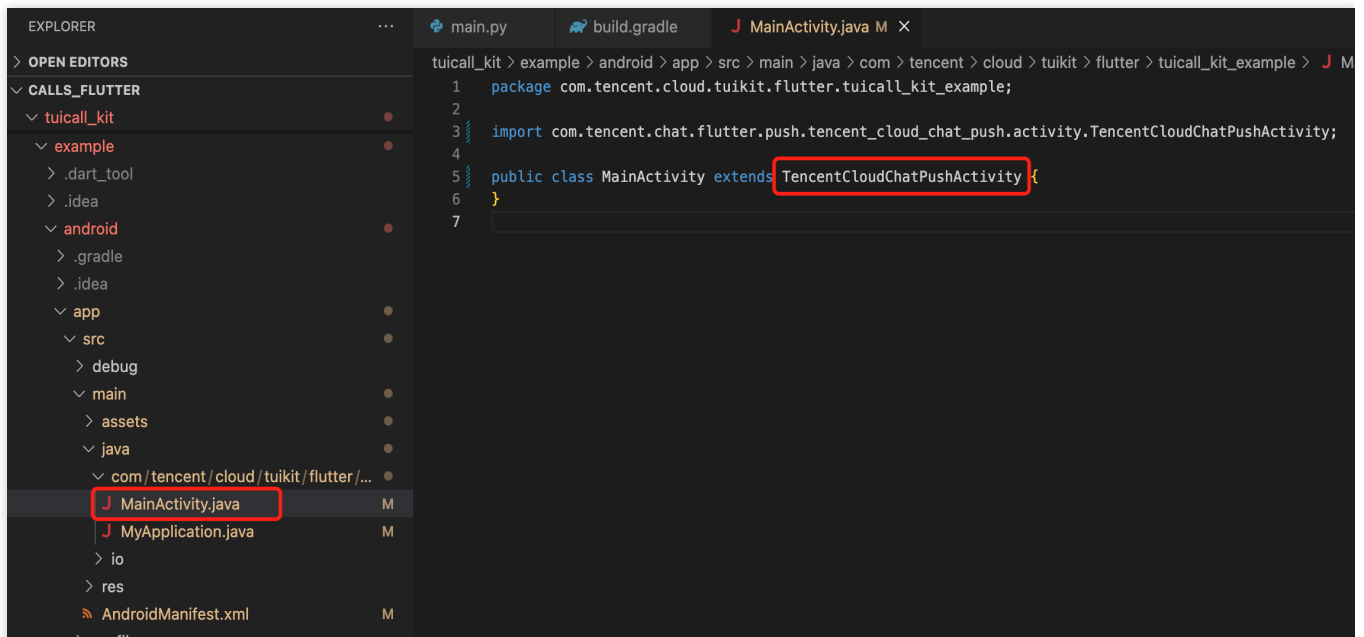 EXPLORER ···
OPEN EDITORS
CALLS_FLUTTER
tuicall_kit
example
.dart_tool
.idea
android
.gradle
.idea
app
src
debug
main
assets
java
com/tencent/cloud/tuikit/flutter/...
MainActivity.java M
MyApplication.java M
io
res
AndroidManifest.xml M
main.py build.gradle J MainActivity.java M ×
tuicall_kit > example > android > app > src > main > java > com > tencent > cloud > tuikit > flutter > tuicall_kit_example > J M
1 package com.tencent.cloud.tuikit.flutter.tuicall_kit_example;
2
3 import com.tencent.chat.flutter.push.tencent_cloud_chat_push.activity.TencentCloudChatPushActivity;
4
5 public class MainActivity extends TencentCloudChatPushActivity {
6 }
7